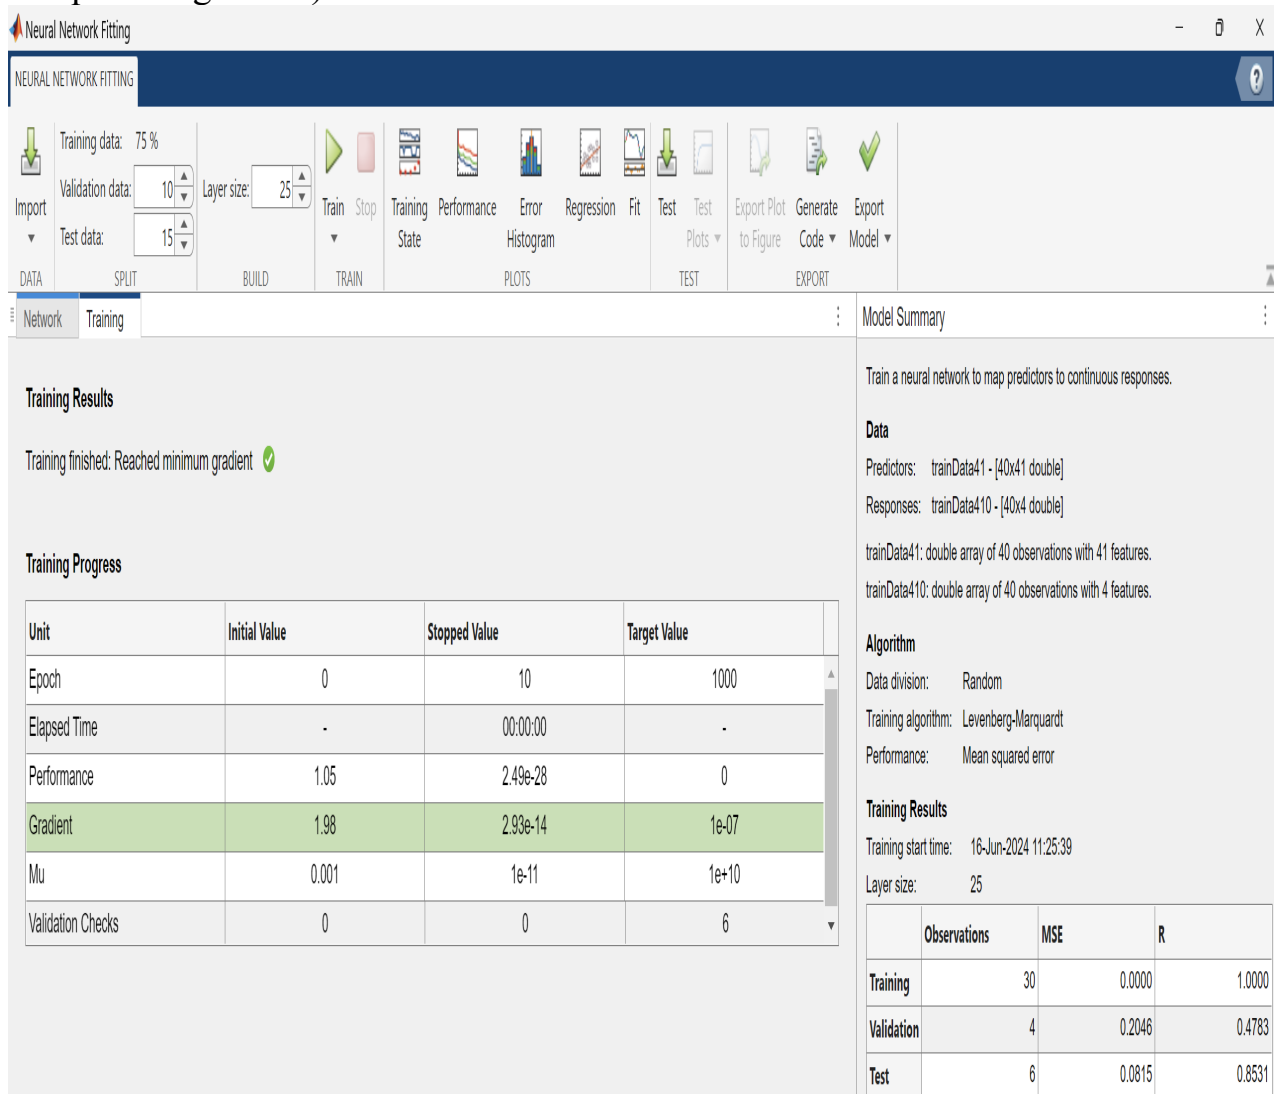 Neural Network Fitting
NEURAL NETWORK FITTING
Import
DATA
Training data: 75 %
Validation data: 10
Test data: 15
SPLIT
Layer size: 25
BUILD
Train Stop
TRAIN
Training State
Performance
Error Histogram
Regression
Fit
PLOTS
Test
Test Plots
TEST
Export Plot to Figure
Generate Code
Export Model
EXPORT
Network
Training
Training Results
Training finished: Reached minimum gradient
Training Progress
Unit Initial Value Stopped Value Target Value
Epoch 0 10 1000
Elapsed Time - 00:00:00 -
Performance 1.05 2.49e-28 0
Gradient 1.98 2.93e-14 1e-07
Mu 0.001 1e-11 1e+10
Validation Checks 0 0 6
Model Summary
Train a neural network to map predictors to continuous responses.
Data
Predictors: trainData41 - [40x41 double]
Responses: trainData410 - [40x4 double]
trainData41: double array of 40 observations with 41 features.
trainData410: double array of 40 observations with 4 features.
Algorithm
Data division: Random
Training algorithm: Levenberg-Marquardt
Performance: Mean squared error
Training Results
Training start time: 16-Jun-2024 11:25:39
Layer size: 25
Observations MSE R
Training 30 0.0000 1.0000
Validation 4 0.2046 0.4783
Test 6 0.0815 0.8531